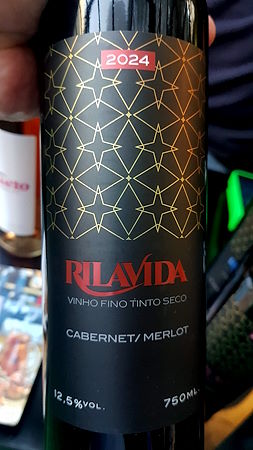 2024
RILAVIDA
VINHO FINO TINTO SECO
CABERNET/ MERLOT
12,5%VOL.
750ML.